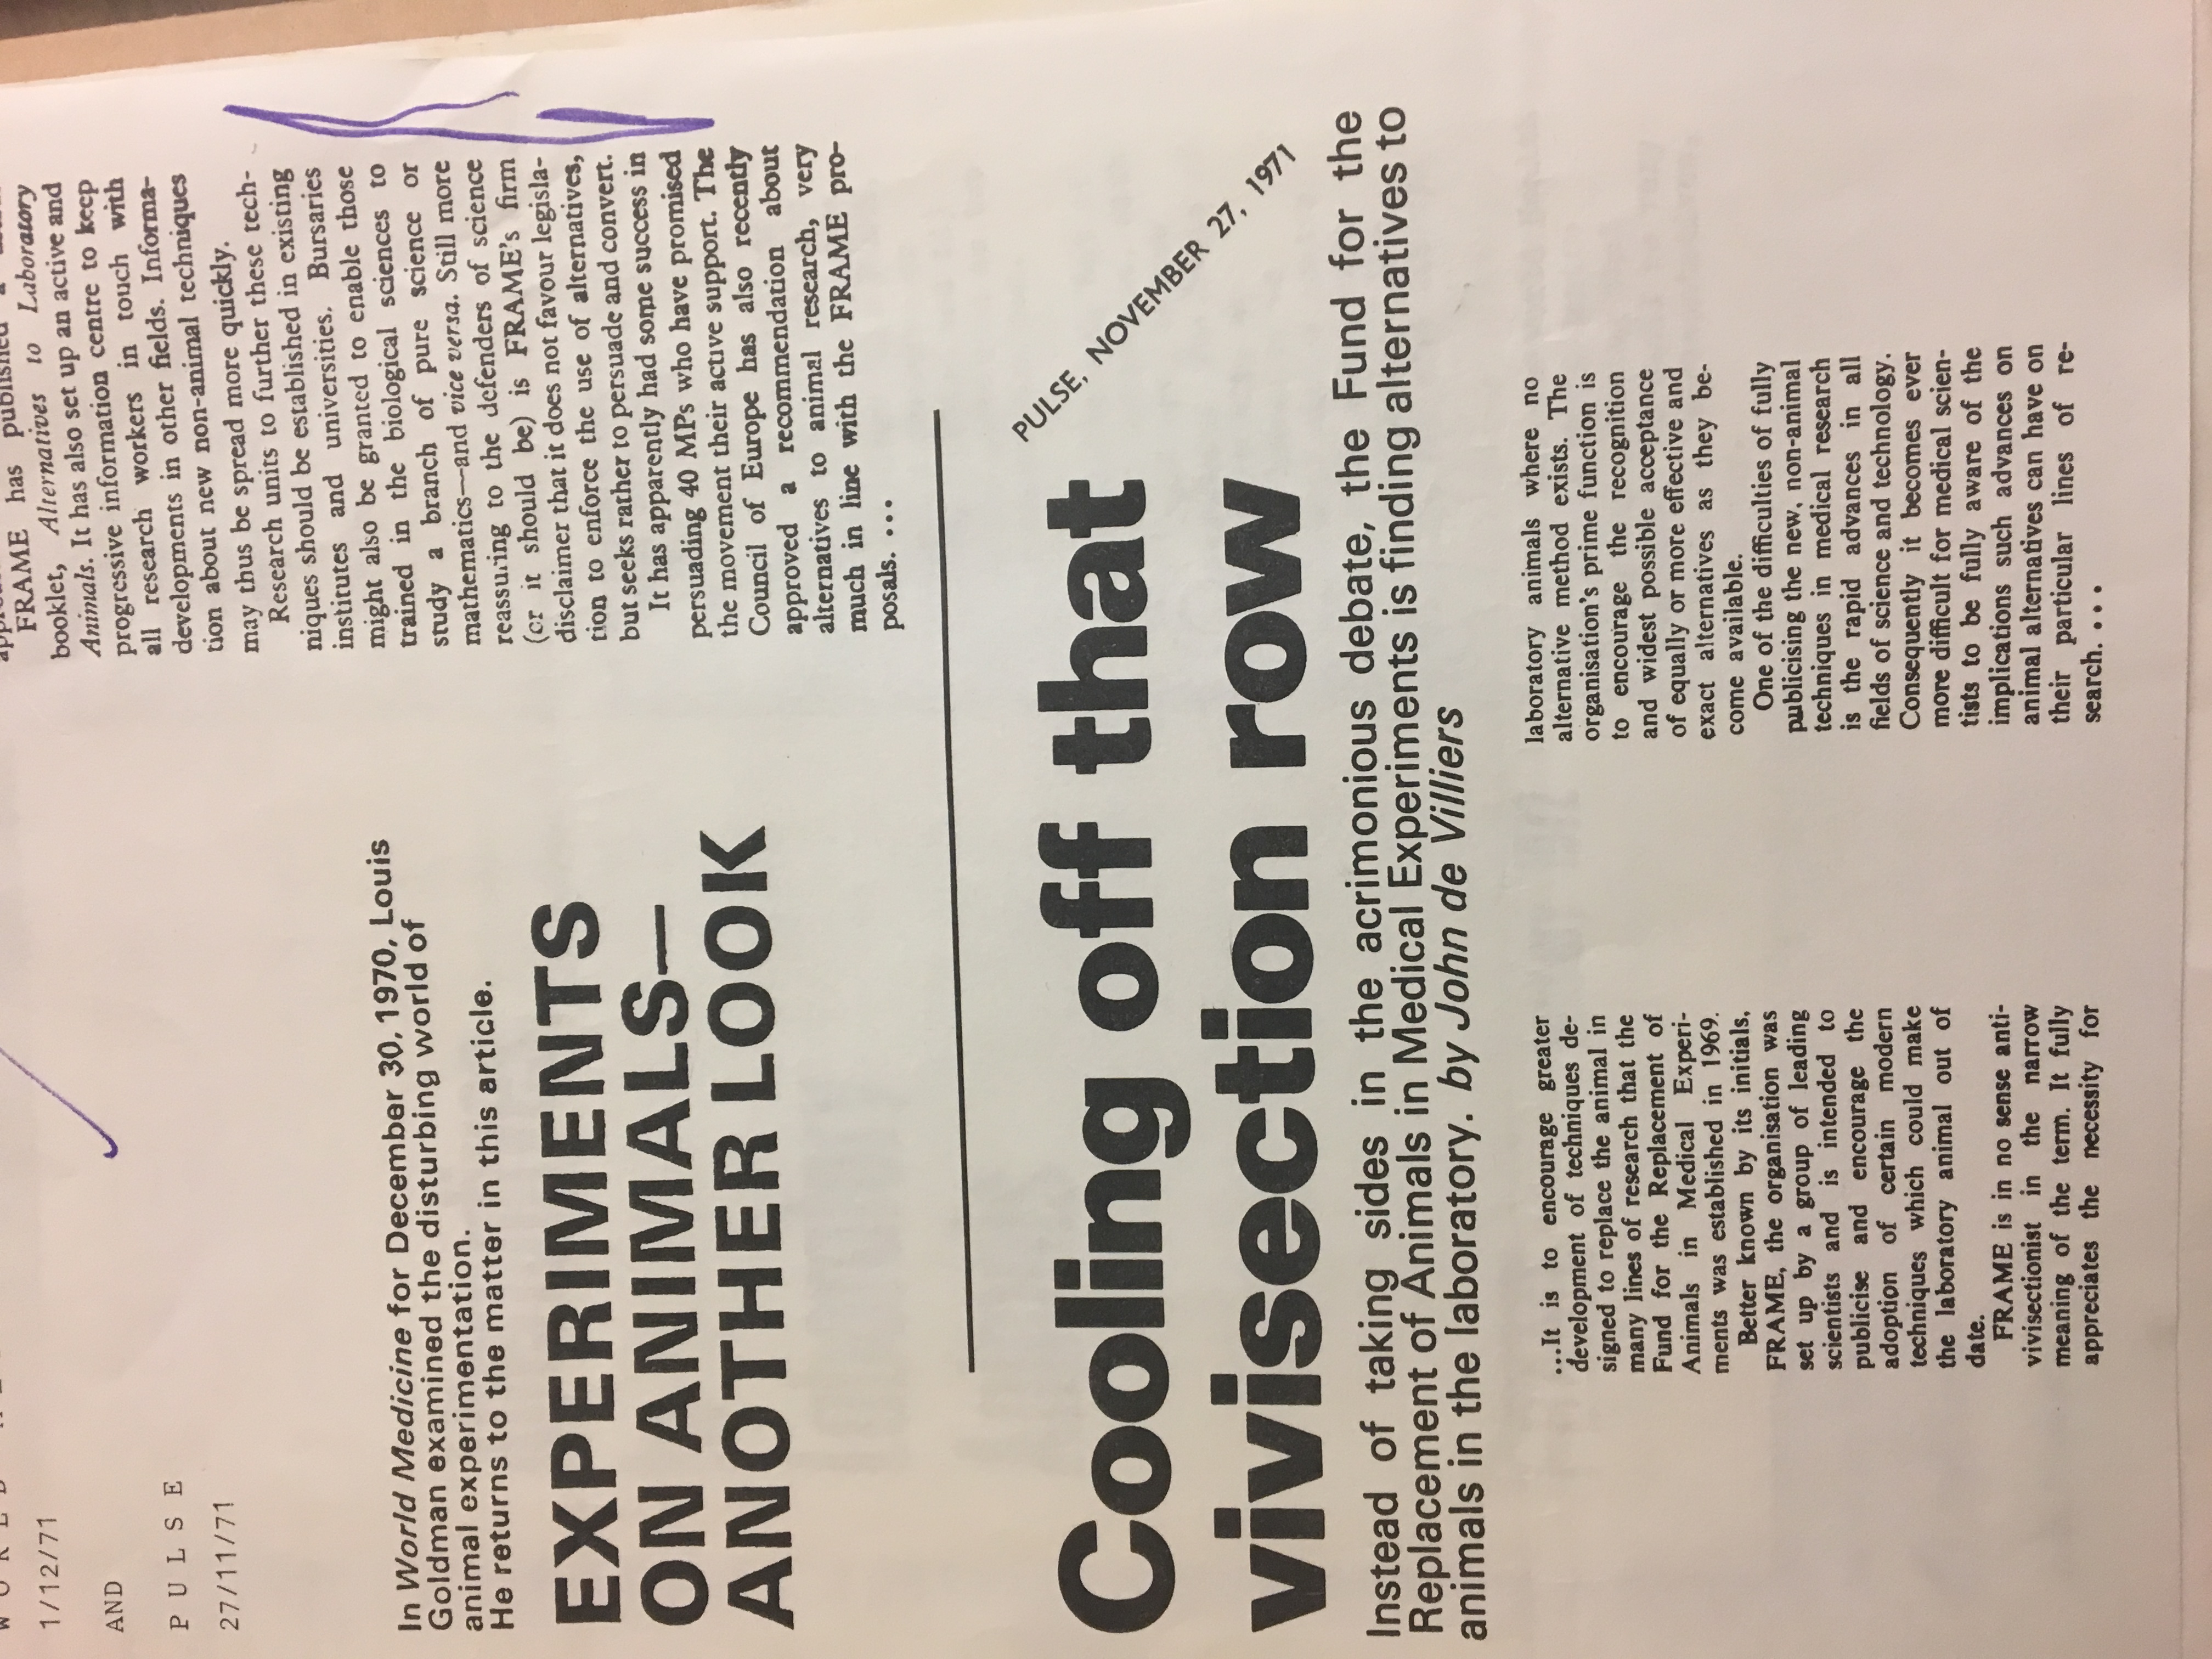 1/12/71
AND
P U L S E
27/11/71
In World Medicine for December 30, 1970, Louis
Goldman examined the disturbing world of
animal experimentation.
He returns to the matter in this article.
EXPERIMENTS
ON ANIMALS—
ANOTHER LOOK
FRAME has published
booklet, Alternatives to Laboratory
Animals. It has also set up an active and
progressive information centre to keep
all research workers in touch with
developments in other fields. Informa-
tion about new non-animal techniques
may thus be spread more quickly.
Research units to further these tech-
niques should be established in existing
institutes and universities. Bursaries
might also be granted to enable those
trained in the biological sciences to
study a branch of pure science or
mathematics—and vice versa. Still more
reassuring to the defenders of science
(or it should be) is FRAME's firm
disclaimer that it does not favour legisla-
tion to enforce the use of alternatives,
but seeks rather to persuade and convert.
It has apparently had some success in
persuading 40 MPs who have promised
the movement their active support. The
Council of Europe has also recently
approved a recommendation about
alternatives to animal research, very
much in line with the FRAME pro-
posals. ...
PULSE, NOVEMBER 27, 1971
Cooling off that
vivisection row
Instead of taking sides in the acrimonious debate, the Fund for the
Replacement of Animals in Medical Experiments is finding alternatives to
animals in the laboratory. by John de Villiers
...It is to encourage greater
development of techniques de-
signed to replace the animal in
many lines of research that the
Fund for the Replacement of
Animals in Medical Experi-
ments was established in 1969.
Better known by its initials,
FRAME, the organisation was
set up by a group of leading
scientists and is intended to
publicise and encourage the
adoption of certain modern
techniques which could make
the laboratory animal out of
date.
FRAME is in no sense anti-
vivisectionist in the narrow
meaning of the term. It fully
appreciates the necessity for
laboratory animals where no
alternative method exists. The
organisation's prime function is
to encourage the recognition
and widest possible acceptance
of equally or more effective and
exact alternatives as they be-
come available.
One of the difficulties of fully
publicising the new, non-animal
techniques in medical research
is the rapid advances in all
fields of science and technology.
Consequently it becomes ever
more difficult for medical scien-
tists to be fully aware of the
implications such advances on
animal alternatives can have on
their particular lines of re-
search. ...